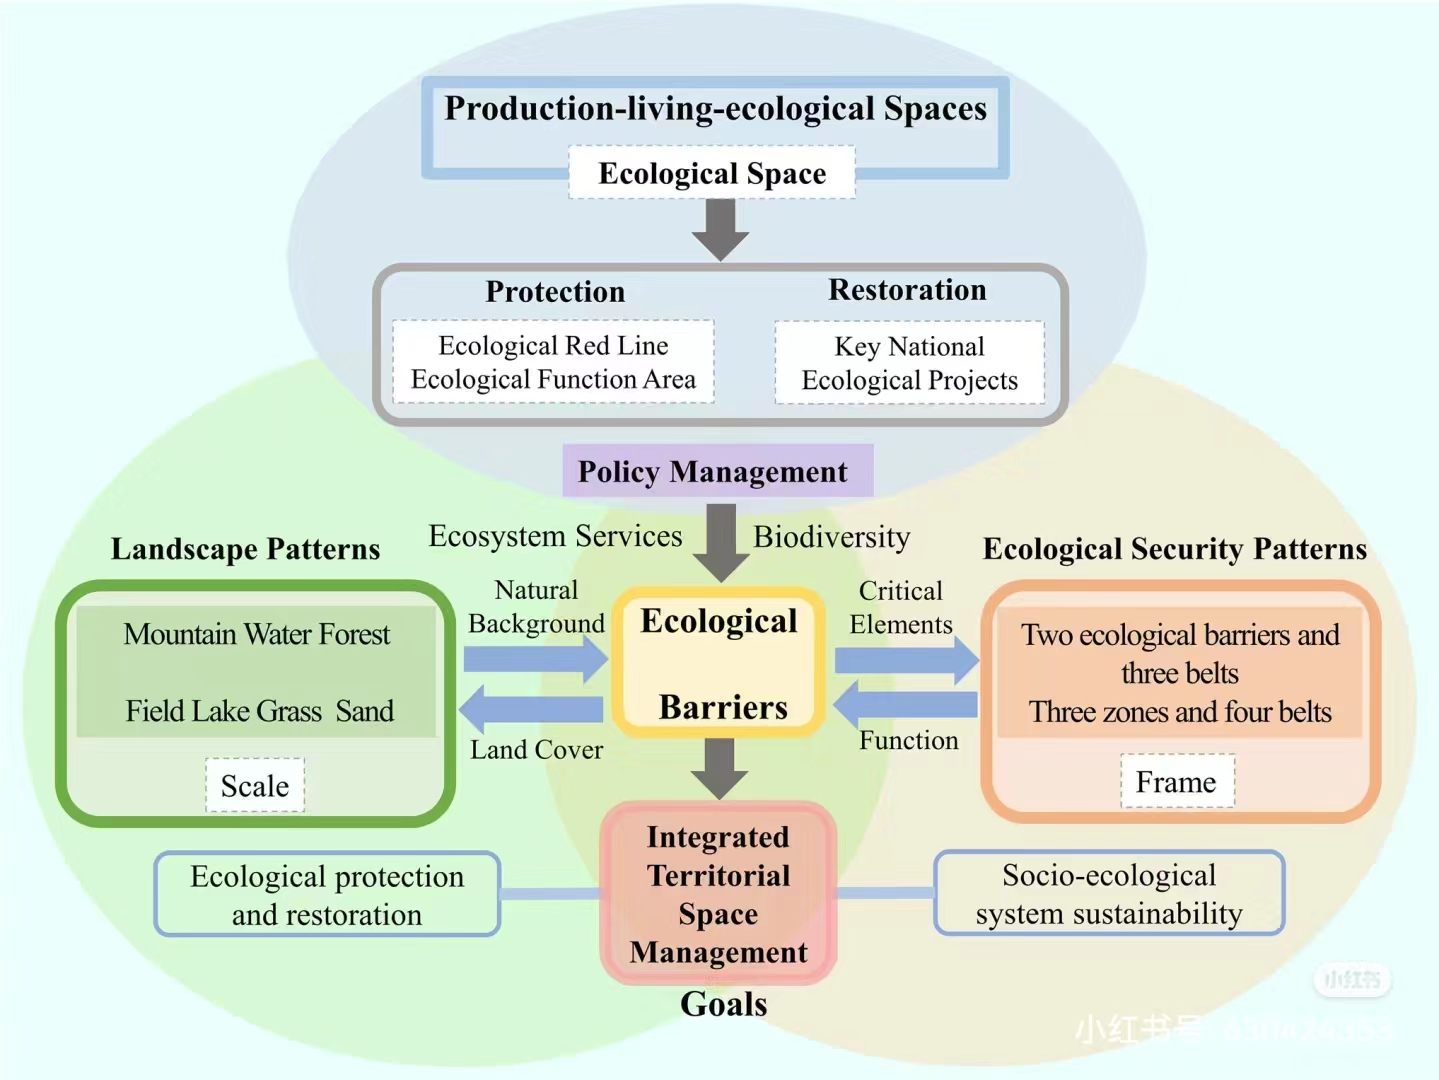 Production-living-ecological Spaces
Ecological Space
Protection
Restoration
Ecological Red Line
Ecological Function Area
Key National
Ecological Projects
Policy Management
Ecosystem Services
Biodiversity
Landscape Patterns
Ecological Security Patterns
Mountain Water Forest
Field Lake Grass Sand
Scale
Natural
Background
Land Cover
Ecological
Barriers
Critical
Elements
Function
Two ecological barriers and
three belts
Three zones and four belts
Frame
Ecological protection
and restoration
Integrated
Territorial
Space
Management
Socio-ecological
system sustainability
Goals
小红书
小红书号